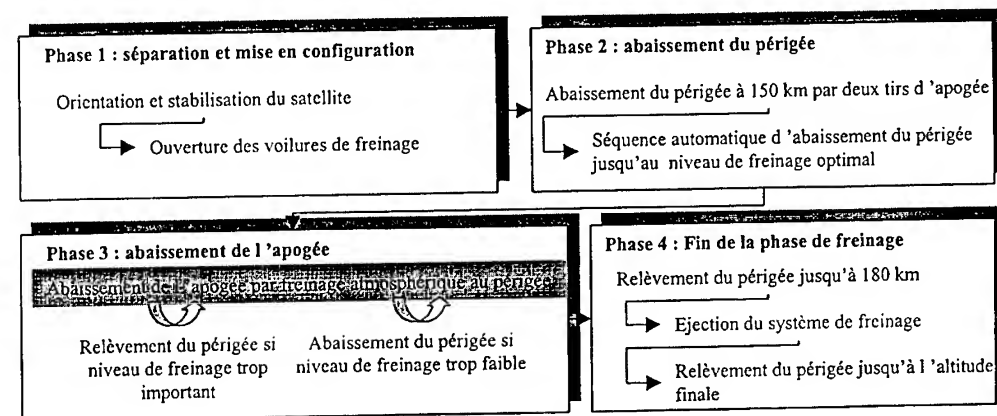 Phase 1 : séparation et mise en configuration
Orientation et stabilisation du satellite
Ouverture des voilures de freinage
Phase 2 : abaissement du périgée
Abaissement du périgée à 150 km par deux tirs d 'apogée
Séquence automatique d 'abaissement du périgée
jusqu'au niveau de freinage optimal
Phase 3 : abaissement de l 'apogée
Abaissement de l 'apogée par freinage atmosphérique au périgée
Relèvement du périgée si
niveau de freinage trop
important
Abaissement du périgée si
niveau de freinage trop faible
Phase 4 : Fin de la phase de freinage
Relèvement du périgée jusqu'à 180 km
Ejection du système de freinage
Relèvement du périgée jusqu'à l 'altitude
finale